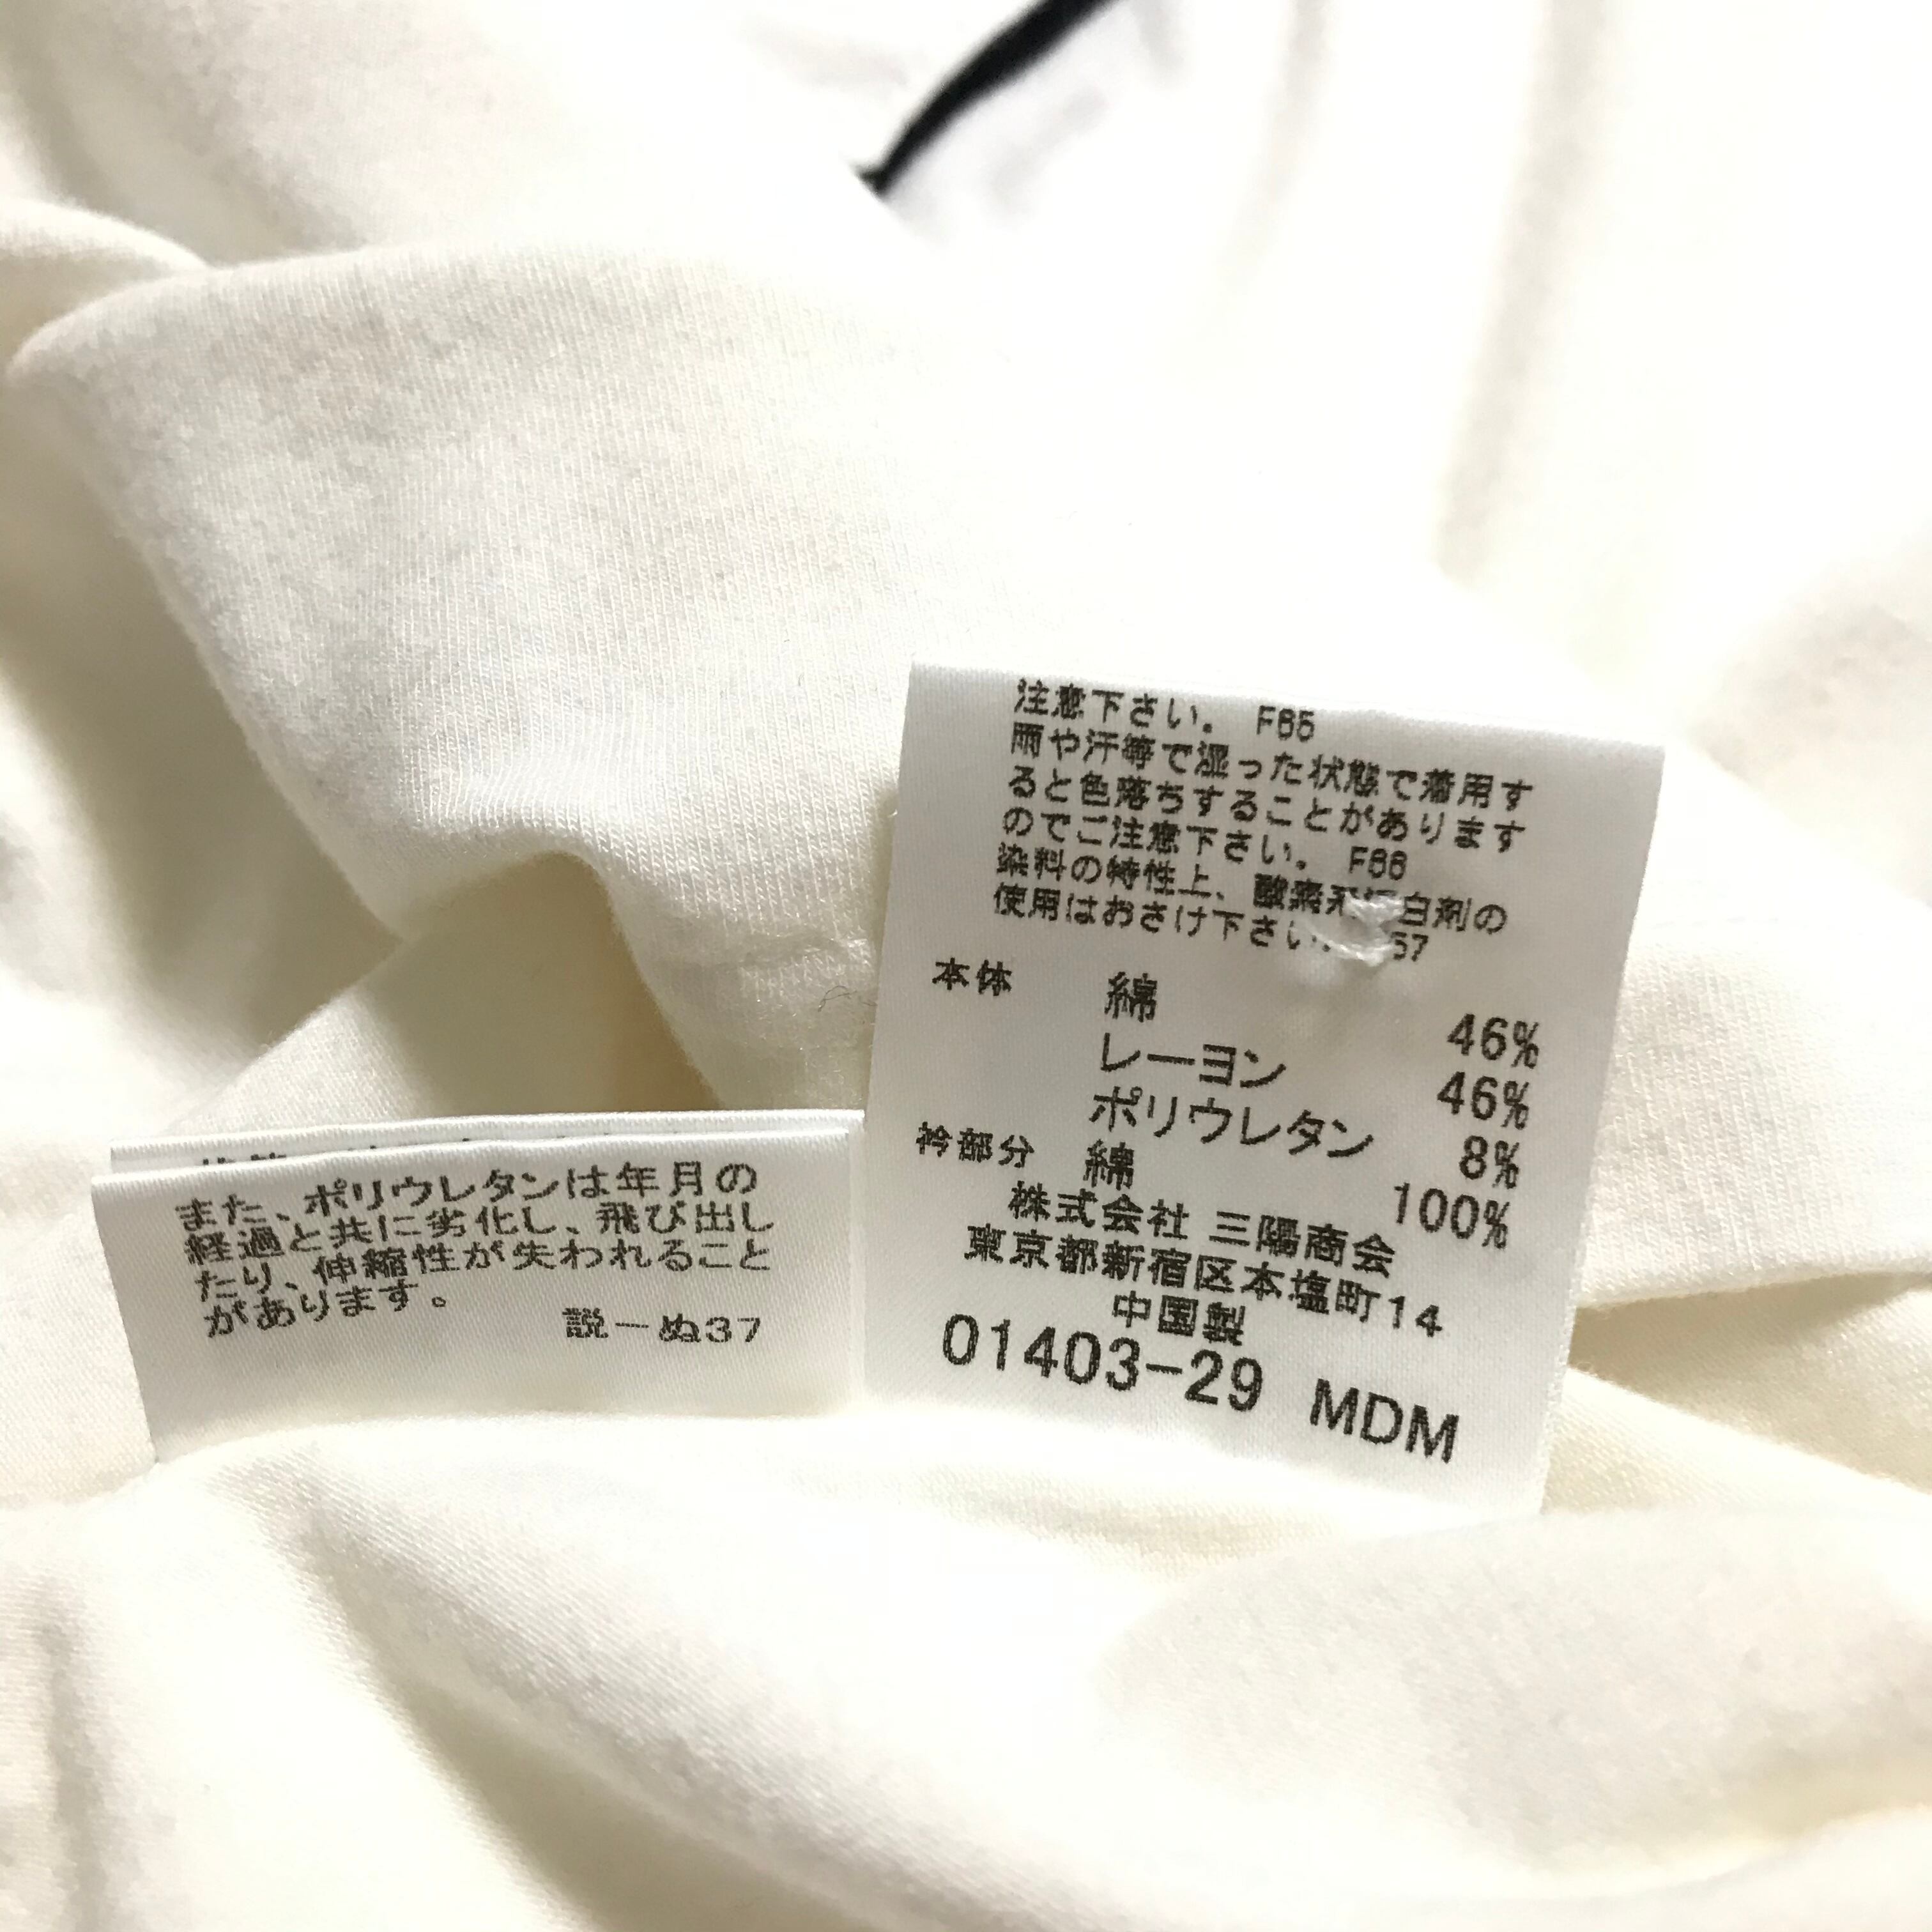 注意下さい。 F65
雨や汗等で湿った状態で着用す
ると色落ちすることがあります
のでご注意下さい。 F66
染料の特性上、酸素系漂白剤の
使用はおさけ下さい
本体 綿 46%
レーヨン 46%
ポリウレタン 8%
衿部分 綿 100%
株式会社 三陽商会
東京都新宿区本塩町14
中国製
01403-29 MDM
また、ポリウレタンは年月の
経過と共に劣化し、飛び出し
たり、伸縮性が失われること
があります。
説ーぬ37